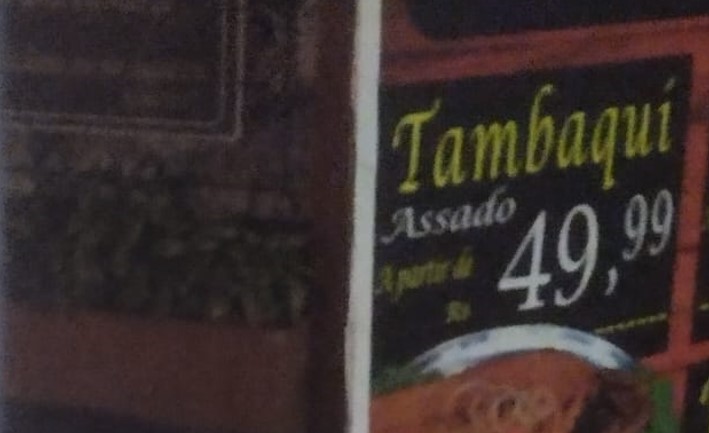 Tambaqui
Assado
A partir de
R$
49,99